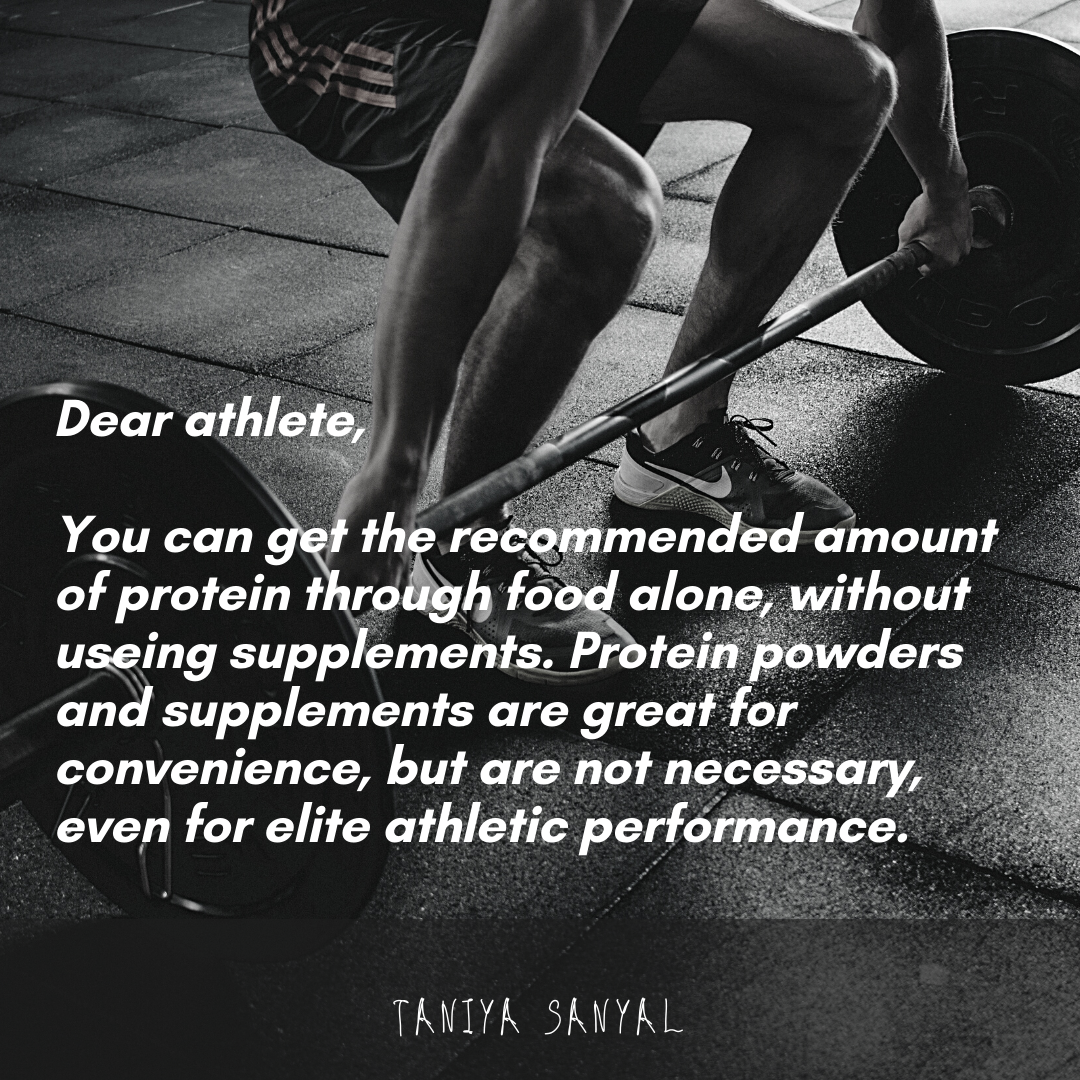 Dear athlete,
You can get the recommended amount
of protein through food alone, without
useing supplements. Protein powders
and supplements are great for
convenience, but are not necessary,
even for elite athletic performance.
TANIYA SANYAL